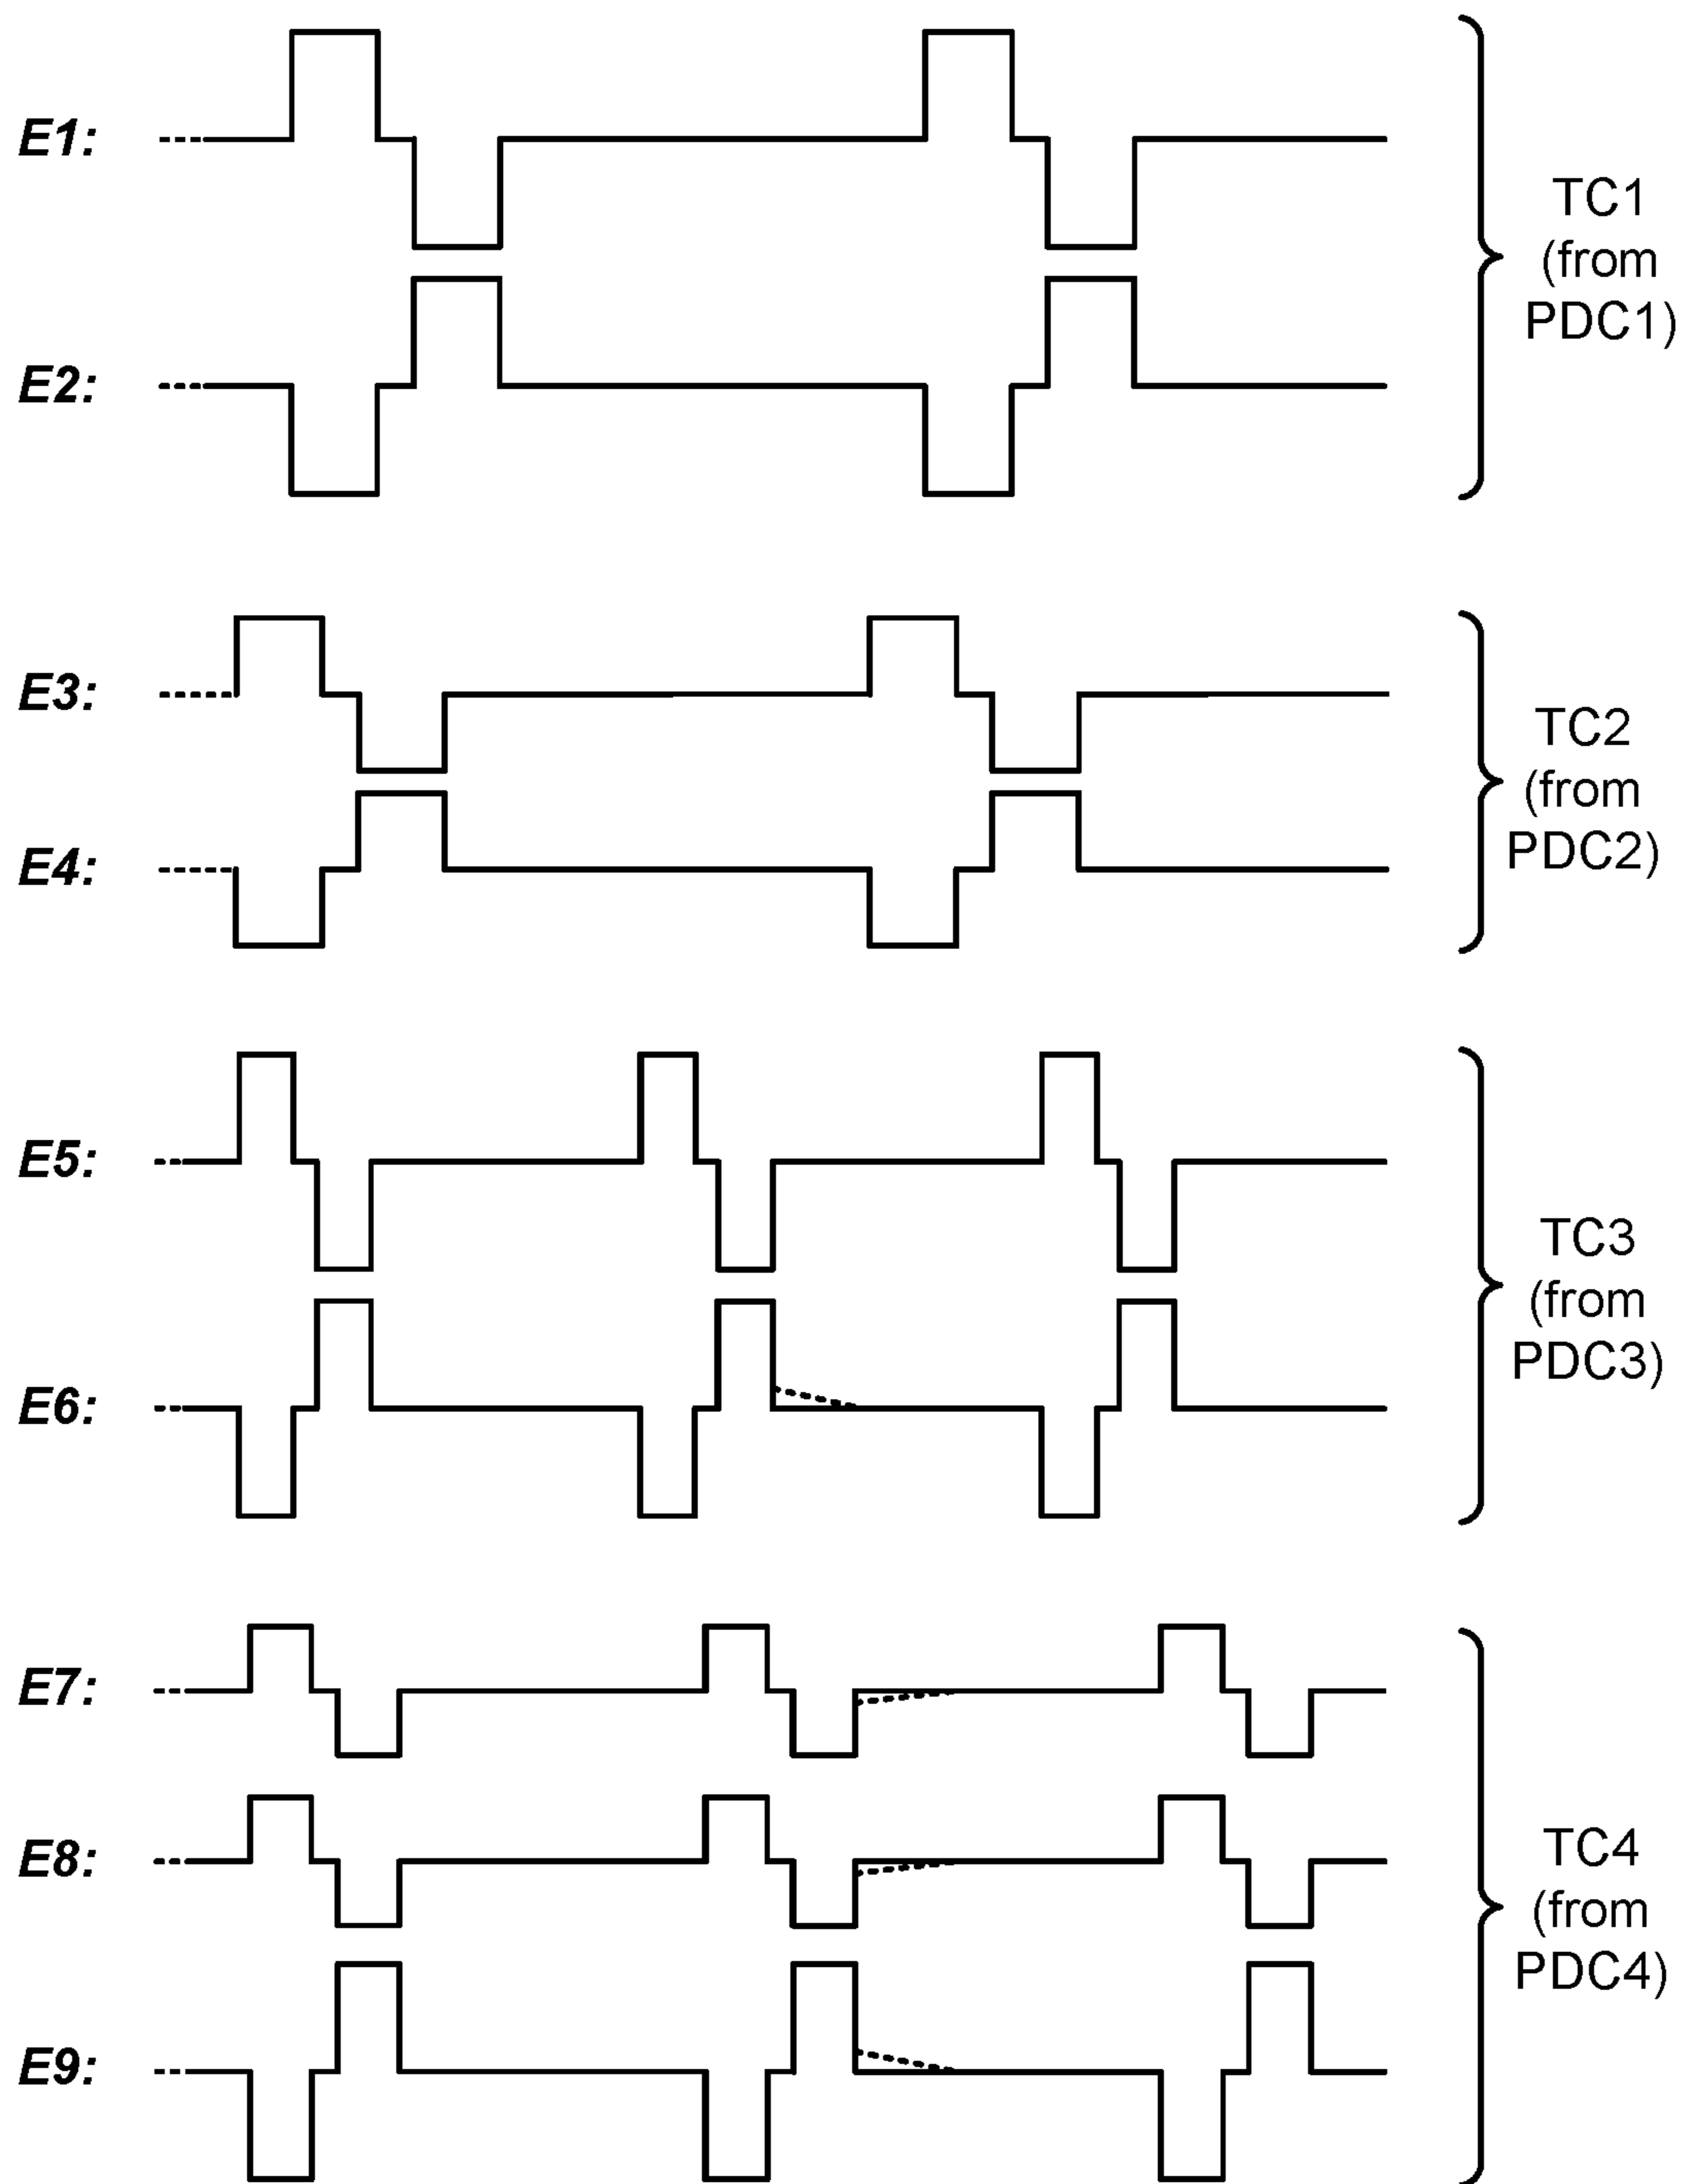 E1:
TC1
(from
PDC1)
E2:
E3:
TC2
(from
PDC2)
E4:
E5:
TC3
(from
PDC3)
E6:
E7:
E8:
TC4
(from
PDC4)
E9: